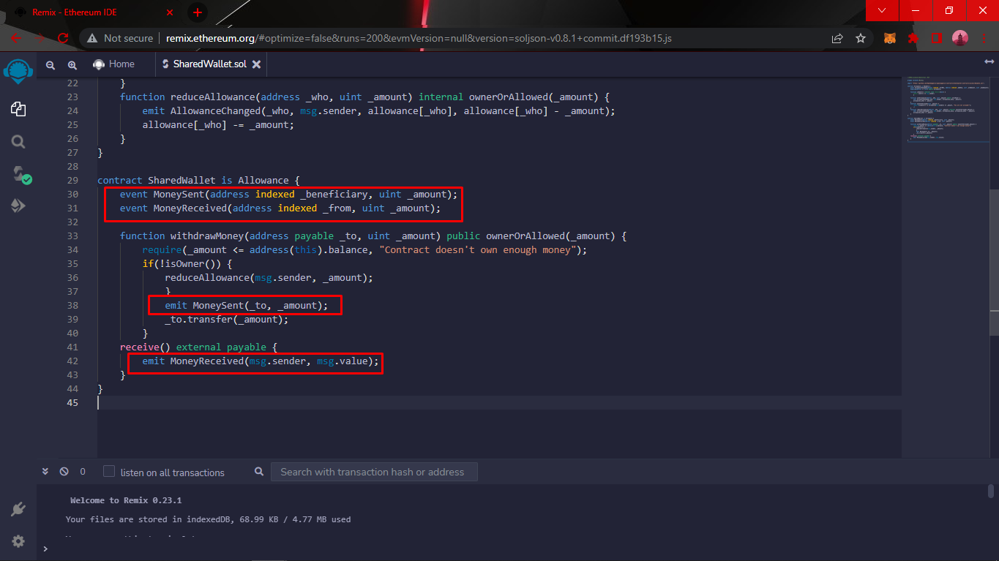 Remix - Ethereum IDE
Not secure remix.ethereum.org/#optimize=false&runs=200&evmVersion=null&version=soljson-v0.8.1+commit.df193b15.js
Home SharedWallet.sol
22 }
23 function reduceAllowance(address _who, uint _amount) internal ownerOrAllowed(_amount) {
24 emit AllowanceChanged(_who, msg.sender, allowance[_who], allowance[_who] - _amount);
25 allowance[_who] -= _amount;
26 }
27 }
28
29 contract SharedWallet is Allowance {
30 event MoneySent(address indexed _beneficiary, uint _amount);
31 event MoneyReceived(address indexed _from, uint _amount);
32
33 function withdrawMoney(address payable _to, uint _amount) public ownerOrAllowed(_amount) {
34 require(_amount <= address(this).balance, "Contract doesn't own enough money");
35 if(!isOwner()) {
36 reduceAllowance(msg.sender, _amount);
37 }
38 emit MoneySent(_to, _amount);
39 _to.transfer(_amount);
40 }
41 receive() external payable {
42 emit MoneyReceived(msg.sender, msg.value);
43 }
44 }
45
0 listen on all transactions Search with transaction hash or address
Welcome to Remix 0.23.1
Your files are stored in indexedDB, 68.99 KB / 4.77 MB used
>